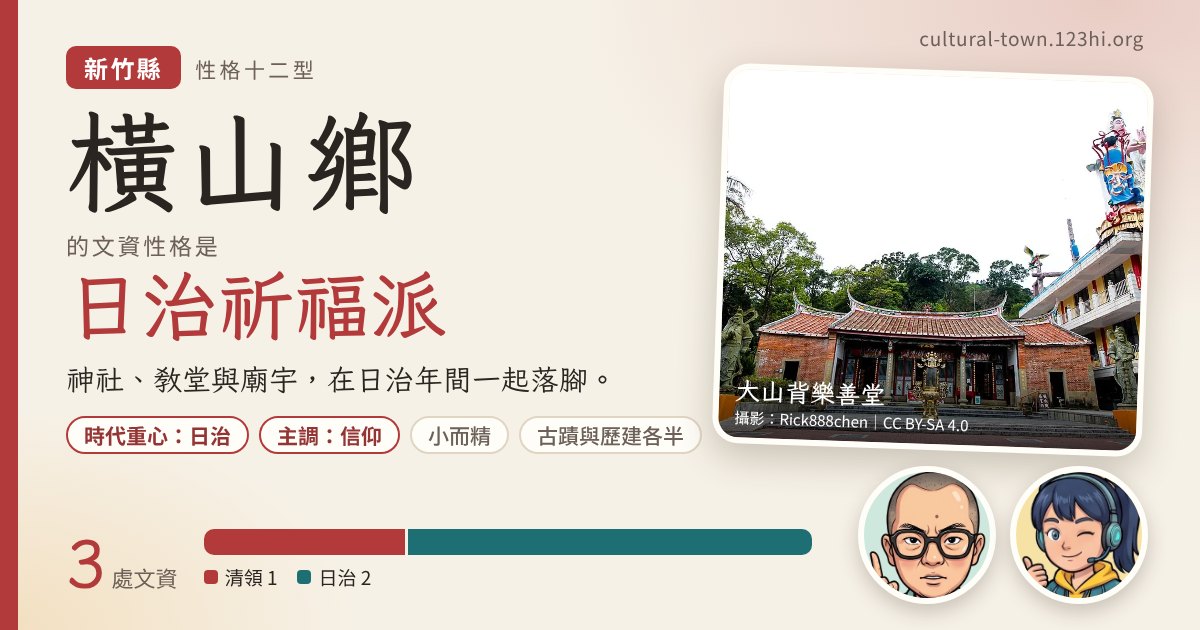 cultural-town.123hi.org
新竹縣 性格十二型
橫山鄉
的文資性格是
日治祈福派
神社、教堂與廟宇，在日治年間一起落腳。
時代重心：日治 主調：信仰 小而精 古蹟與歷建各半
大山背樂善堂
攝影：Rick888chen｜CC BY-SA 4.0
3 處文資
清領 1 日治 2